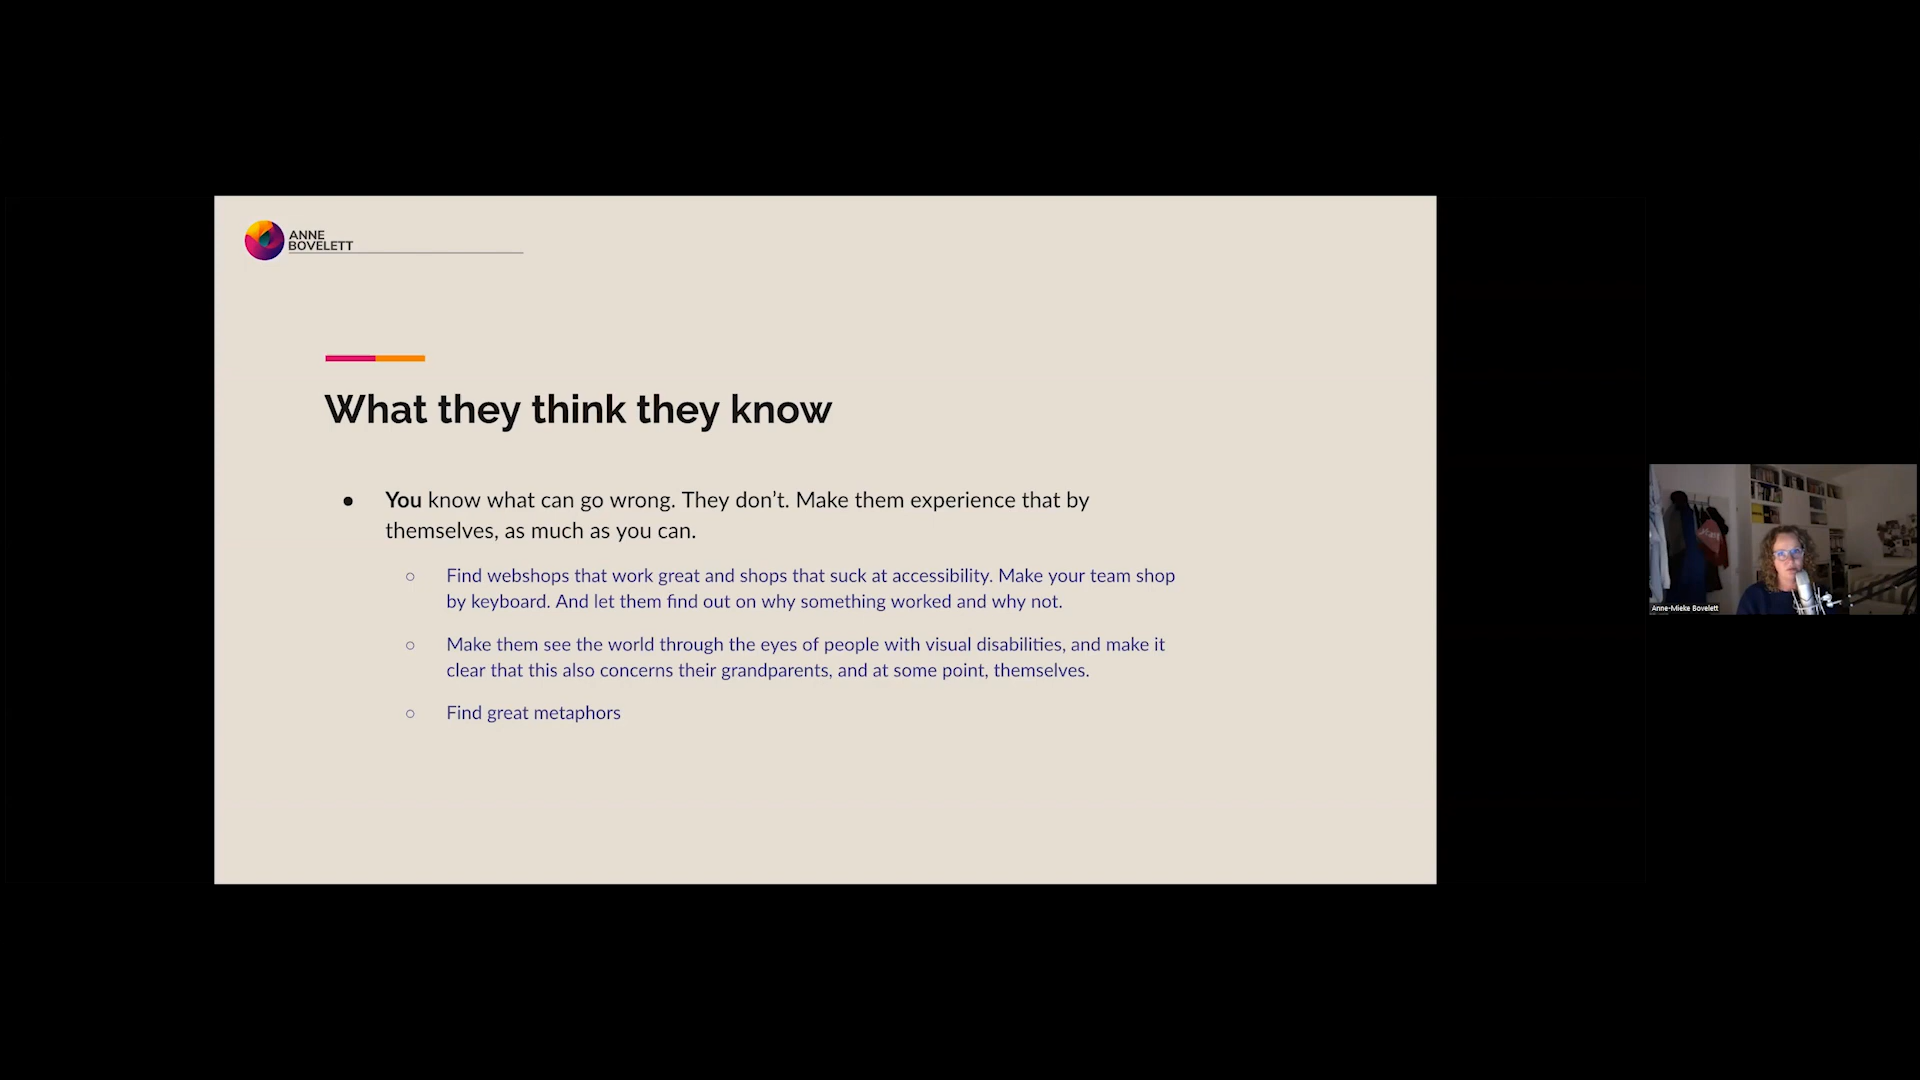 ANNE
BOVELETT
What they think they know
● You know what can go wrong. They don’t. Make them experience that by
themselves, as much as you can.
○ Find webshops that work great and shops that suck at accessibility. Make your team shop
by keyboard. And let them find out on why something worked and why not.
○ Make them see the world through the eyes of people with visual disabilities, and make it
clear that this also concerns their grandparents, and at some point, themselves.
○ Find great metaphors
Anne-Mieke Bovelett